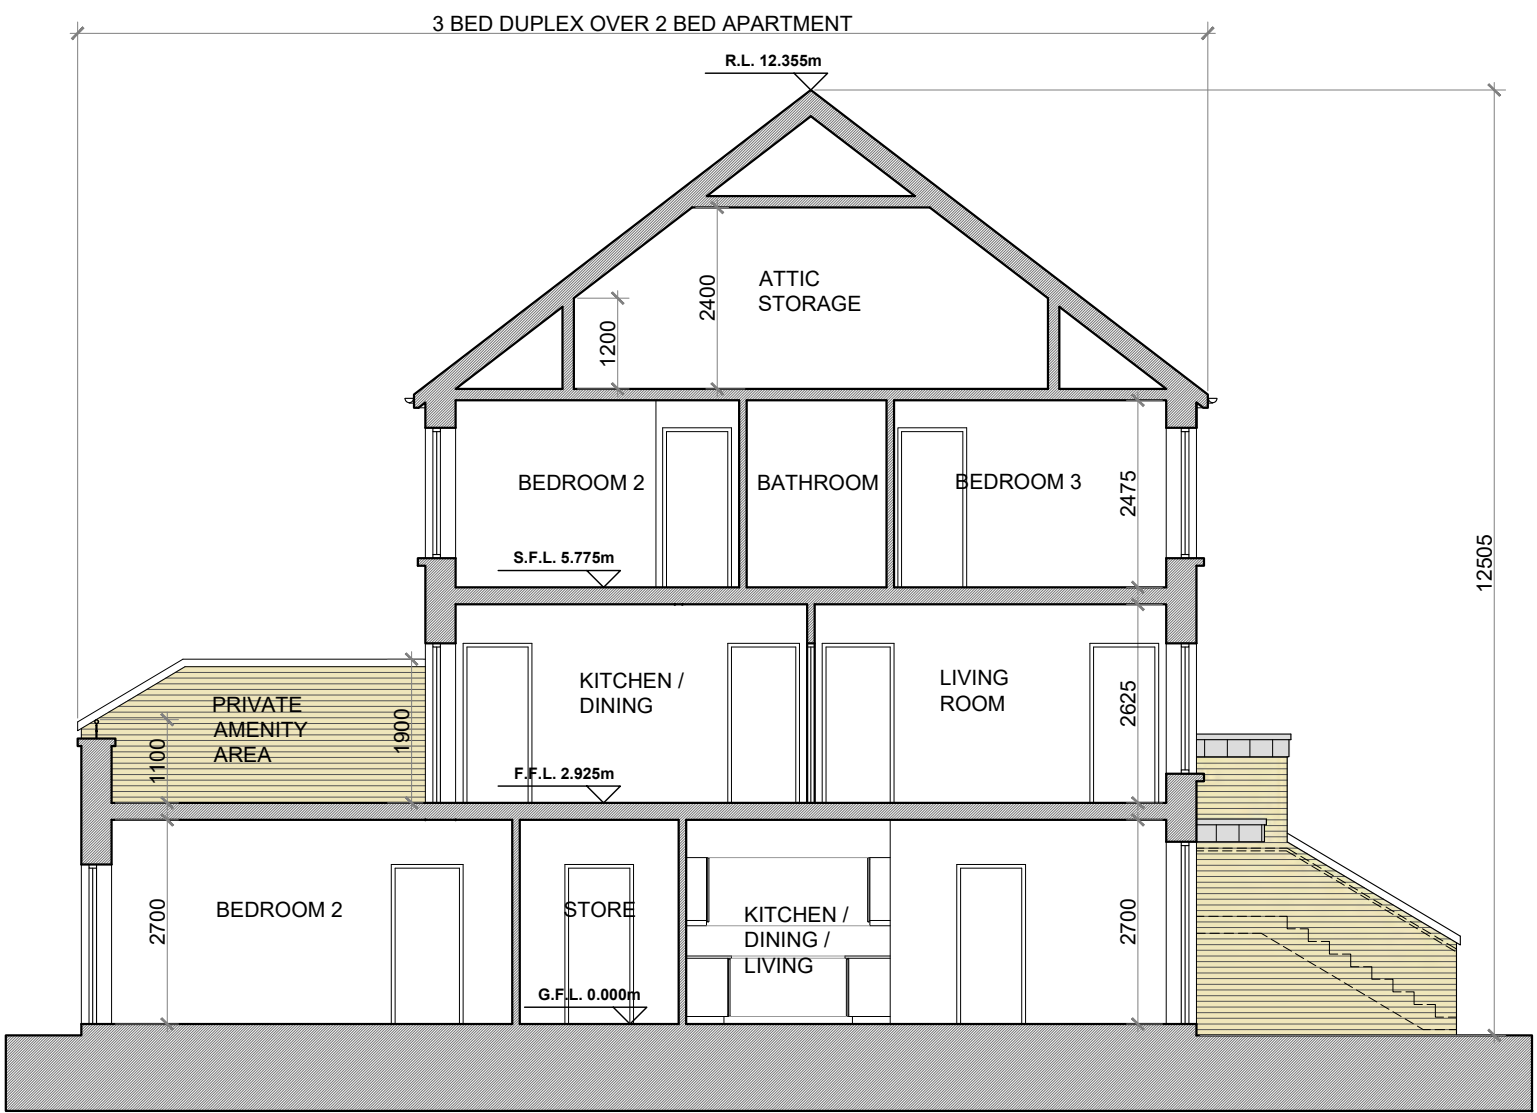 3 BED DUPLEX OVER 2 BED APARTMENT
R.L. 12.355m
ATTIC
STORAGE
2400
1200
BEDROOM 2
BATHROOM
BEDROOM 3
2475
S.F.L. 5.775m
12505
KITCHEN /
DINING
LIVING
ROOM
2625
PRIVATE
AMENITY
AREA
1100
1900
F.F.L. 2.925m
BEDROOM 2
2700
STORE
KITCHEN /
DINING /
LIVING
2700
G.F.L. 0.000m